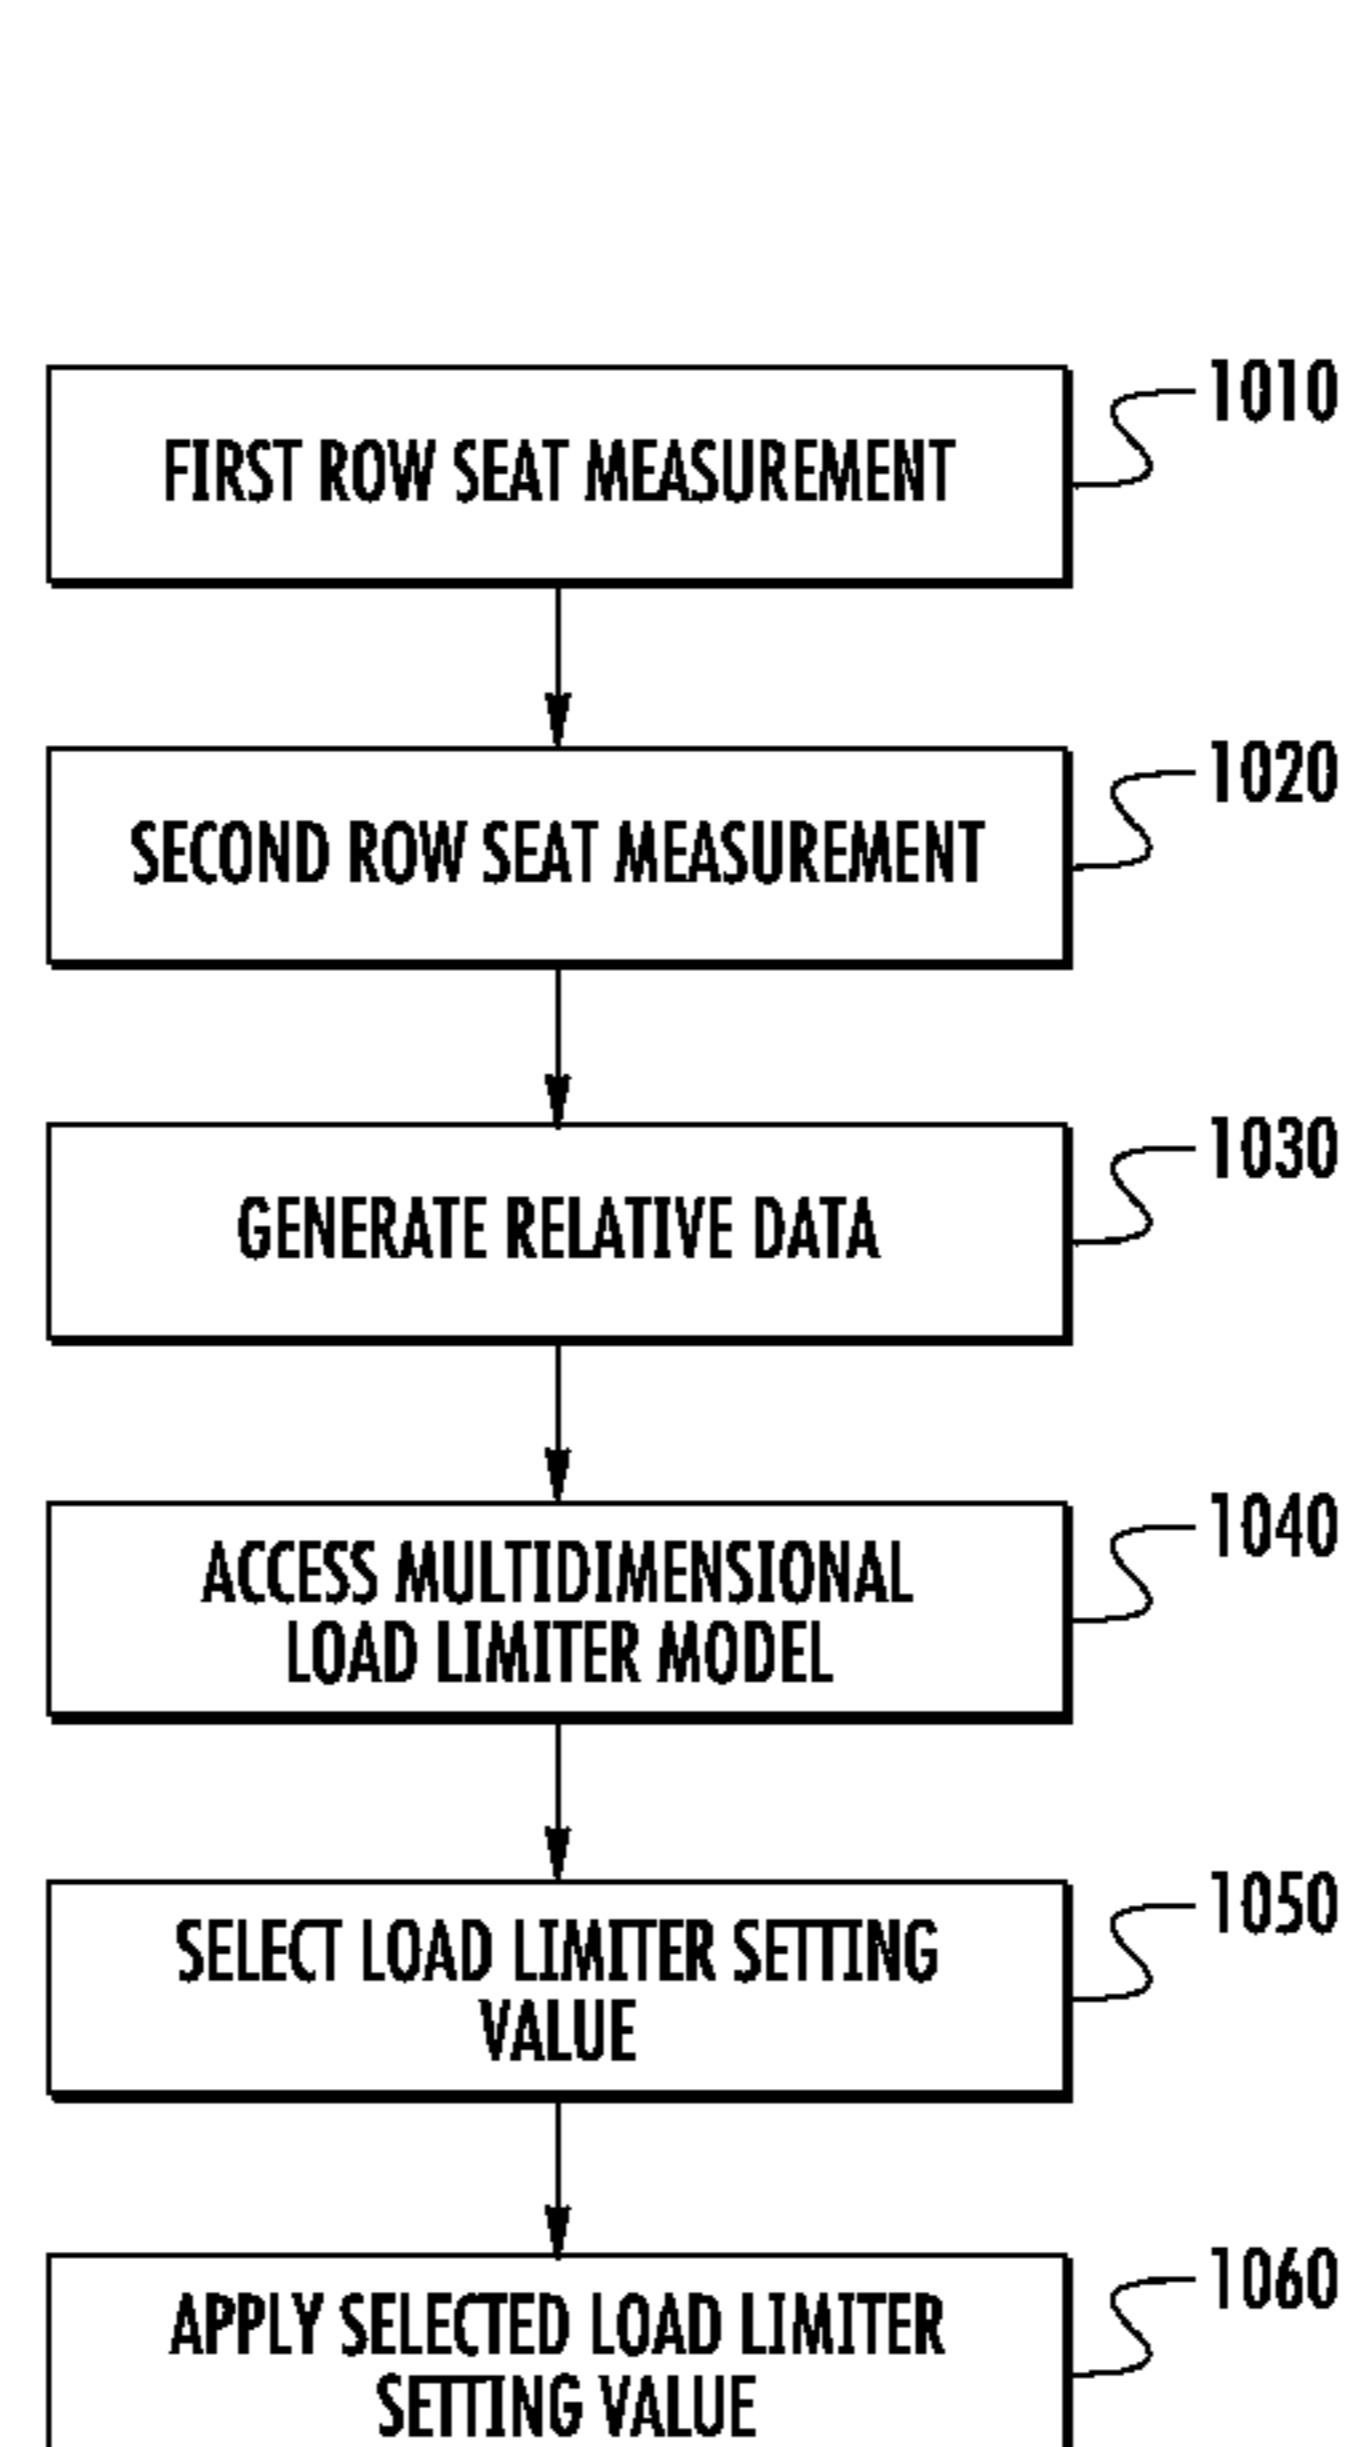 1010
FIRST ROW SEAT MEASUREMENT
1020
SECOND ROW SEAT MEASUREMENT
1030
GENERATE RELATIVE DATA
1040
ACCESS MULTIDIMENSIONAL
LOAD LIMITER MODEL
1050
SELECT LOAD LIMITER SETTING
VALUE
1060
APPLY SELECTED LOAD LIMITER
SETTING VALUE